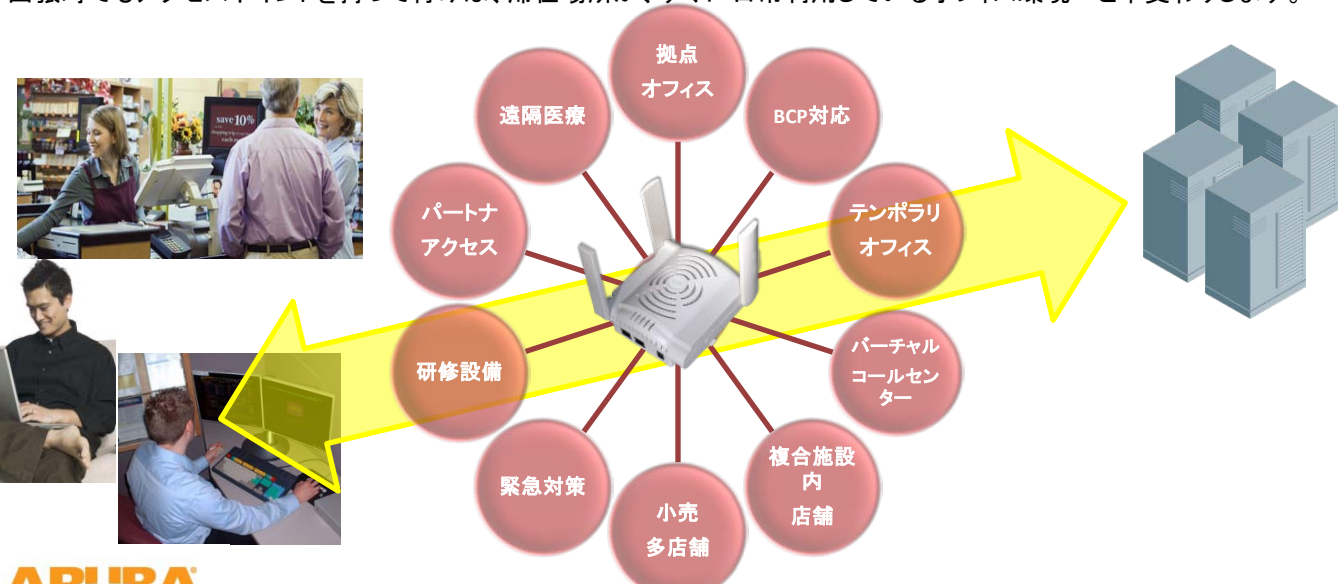 拠点
オフィス
遠隔医療
BCP対応
save 10%
パートナ
アクセス
テンポラリ
オフィス
研修設備
バーチャル
コールセン
ター
緊急対策
複合施設
内
店舗
小売
多店舗
ARUBA